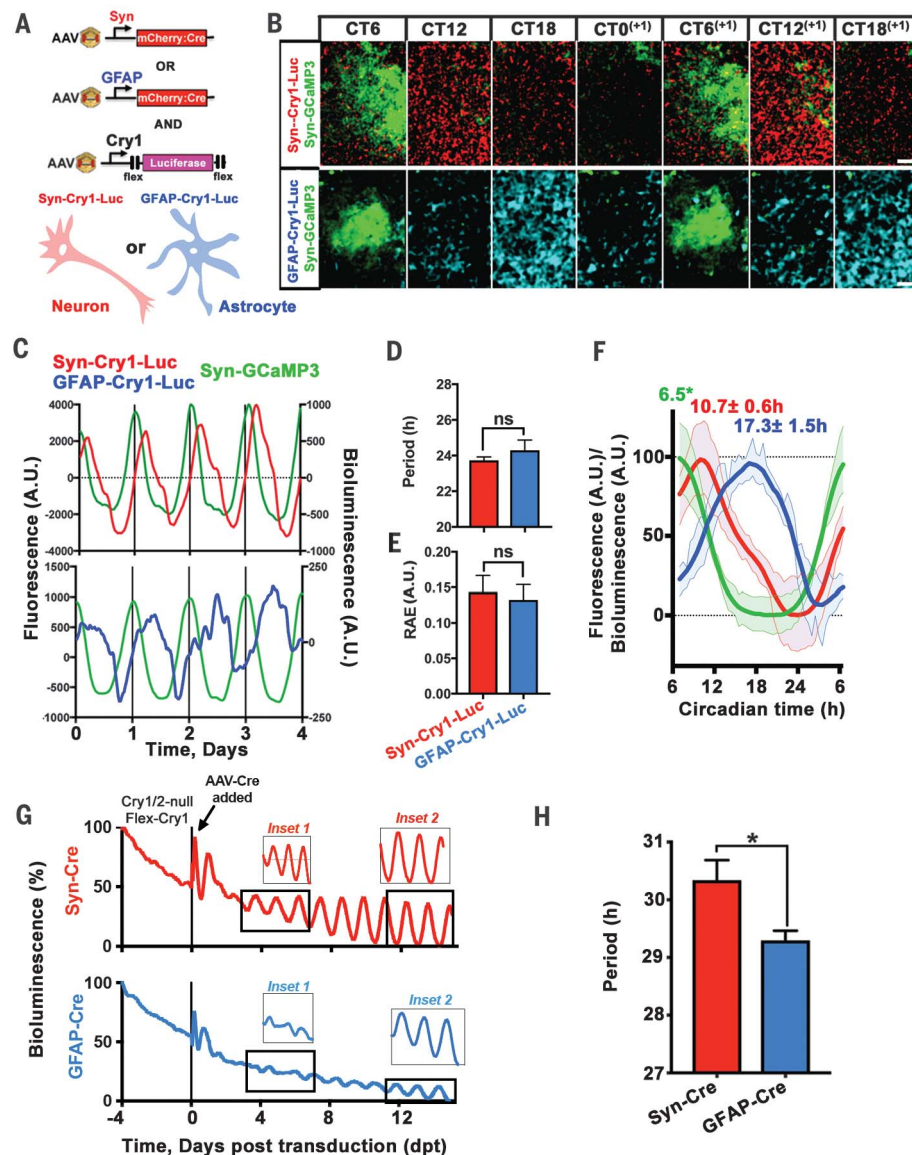 A
AAV
Syn
mCherry:Cre
OR
AAV
GFAP
mCherry:Cre
AND
AAV
Cry1
Luciferase
flex
flex
Syn-Cry1-Luc
GFAP-Cry1-Luc
or
Neuron
Astrocyte
B
CT6
CT12
CT18
CT0(+1)
CT6(+1)
CT12(+1)
CT18(+1)
Syn--Cry1-Luc
Syn-GCaMP3
GFAP-Cry1-Luc
Syn-GCaMP3
C
Syn-Cry1-Luc
GFAP-Cry1-Luc
Syn-GCaMP3
Fluorescence (A.U.)
4000
2000
0
-2000
-4000
1000
500
0
-500
-1000
1500
1000
500
0
-500
-1000
250
0
-250
Bioluminescence (A.U.)
0
1
2
3
4
Time, Days
D
Period (h)
26
24
22
20
ns
E
RAE (A.U.)
0.20
0.15
0.10
0.05
0.00
ns
Syn-Cry1-Luc
GFAP-Cry1-Luc
F
6.5*
10.7± 0.6h
17.3± 1.5h
Fluorescence (A.U.)/
Bioluminescence (A.U.)
100
50
0
6
12
18
24
6
Circadian time (h)
G
Cry1/2-null
Flex-Cry1
AAV-Cre
added
Bioluminescence (%)
Syn-Cre
100
50
0
Inset 1
Inset 2
GFAP-Cre
100
50
0
Inset 1
Inset 2
-4
0
4
8
12
Time, Days post transduction (dpt)
H
Period (h)
31
30
29
28
27
*
Syn-Cre
GFAP-Cre